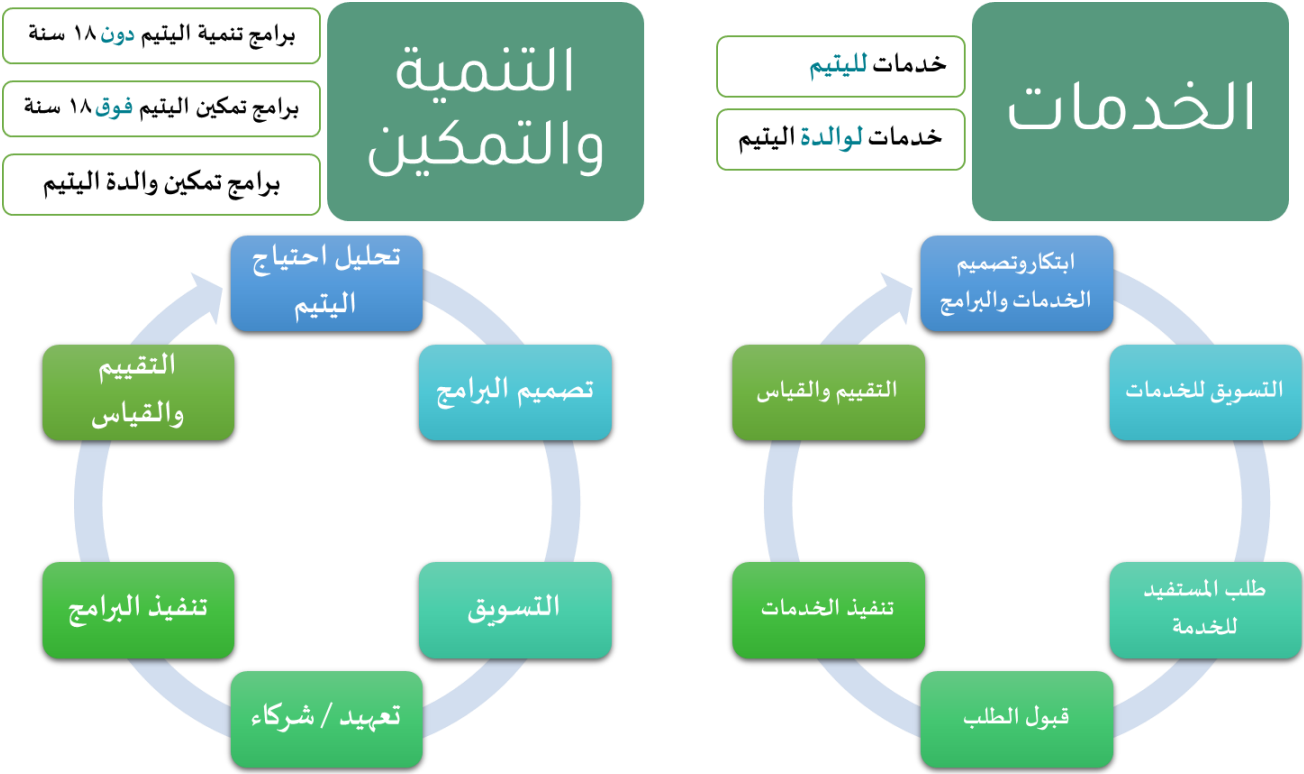 الخدمات
خدمات لليتيم
خدمات لوالدة اليتيم
ابتكار وتصميم
الخدمات والبرامج
التسويق للخدمات
طلب المستفيد
للخدمة
قبول الطلب
تنفيذ الخدمات
التقييم والقياس
التنمية
والتمكين
برامج تنمية اليتيم دون ١٨ سنة
برامج تمكين اليتيم فوق ١٨ سنة
برامج تمكين والدة اليتيم
تحليل احتياج
اليتيم
تصميم البرامج
التسويق
تعهيد / شركاء
تنفيذ البرامج
التقييم
والقياس